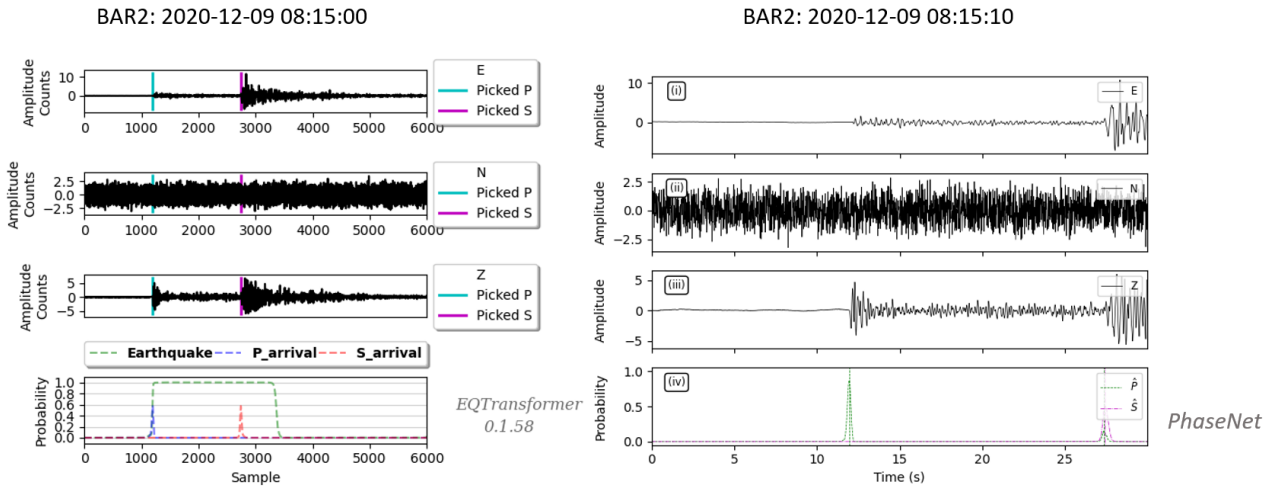 BAR2: 2020-12-09 08:15:00
Amplitude
Counts
10
0
0 1000 2000 3000 4000 5000 6000
E
Picked P
Picked S
Amplitude
Counts
2.5
0.0
−2.5
0 1000 2000 3000 4000 5000 6000
N
Picked P
Picked S
Amplitude
Counts
5
0
−5
0 1000 2000 3000 4000 5000 6000
Z
Picked P
Picked S
Earthquake P_arrival S_arrival
Probability
1.0
0.8
0.6
0.4
0.2
0.0
0 1000 2000 3000 4000 5000 6000
Sample
EQTransformer
0.1.58
BAR2: 2020-12-09 08:15:10
Amplitude
10
0
(i)
E
Amplitude
2.5
0.0
−2.5
(ii)
N
Amplitude
5
0
−5
(iii)
Z
Probability
1.0
0.5
0.0
(iv)
P̂
Ŝ
0 5 10 15 20 25
Time (s)
PhaseNet